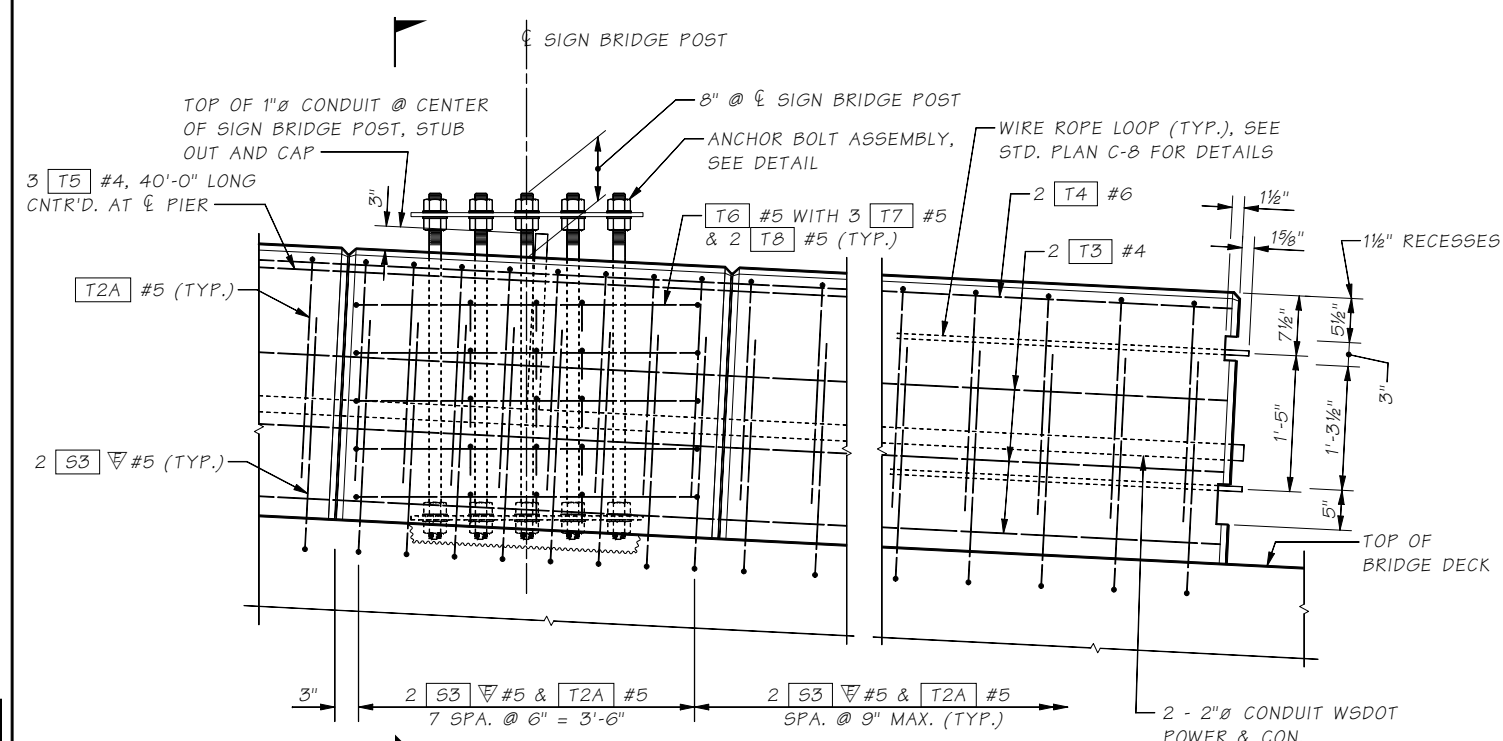 ℄ SIGN BRIDGE POST
TOP OF 1"ø CONDUIT @ CENTER
OF SIGN BRIDGE POST, STUB
OUT AND CAP
8" @ ℄ SIGN BRIDGE POST
ANCHOR BOLT ASSEMBLY,
SEE DETAIL
WIRE ROPE LOOP (TYP.), SEE
STD. PLAN C-8 FOR DETAILS
3 T5 #4, 40'-0" LONG
CNTR'D. AT ℄ PIER
3"
T6 #5 WITH 3 T7 #5
& 2 T8 #5 (TYP.)
2 T4 #6
2 T3 #4
1½"
1⅝"
1½" RECESSES
T2A #5 (TYP.)
7½"
5½"
3"
1'-5"
1'-3½"
5"
2 S3 E #5 (TYP.)
TOP OF
BRIDGE DECK
3"
2 S3 E #5 & T2A #5
7 SPA. @ 6" = 3'-6"
2 S3 E #5 & T2A #5
SPA. @ 9" MAX. (TYP.)
2 - 2"ø CONDUIT WSDOT
POWER & CON